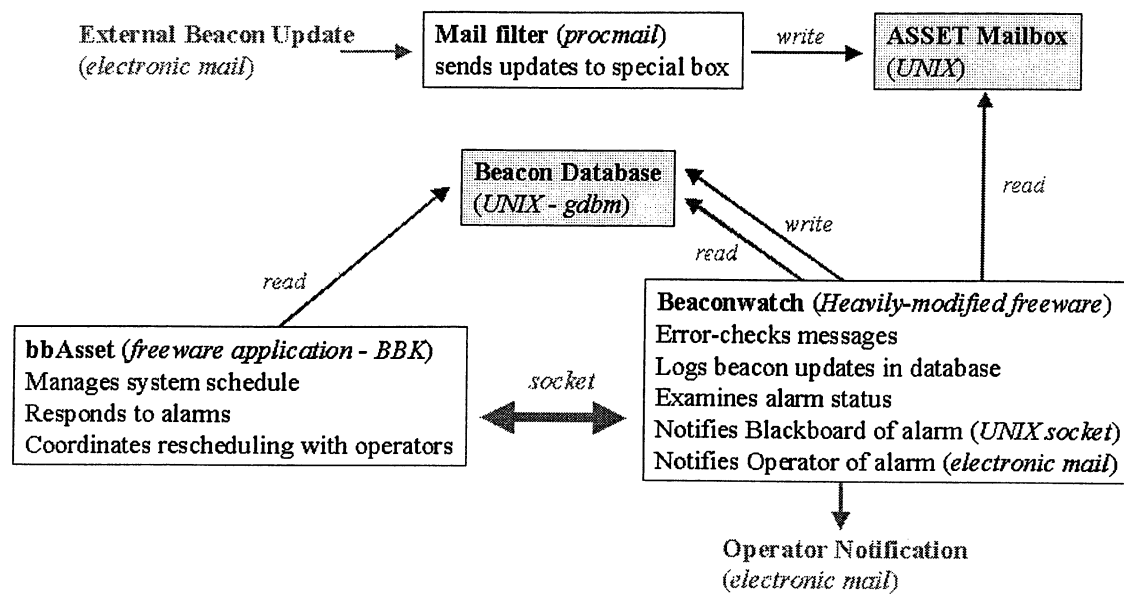 External Beacon Update
(electronic mail)
Mail filter (procmail)
sends updates to special box
write
ASSET Mailbox
(UNIX)
Beacon Database
(UNIX - gdbm)
read
write
read
read
bbAsset (freeware application - BBK)
Manages system schedule
Responds to alarms
Coordinates rescheduling with operators
socket
Beaconwatch (Heavily-modified freeware)
Error-checks messages
Logs beacon updates in database
Examines alarm status
Notifies Blackboard of alarm (UNIX socket)
Notifies Operator of alarm (electronic mail)
Operator Notification
(electronic mail)